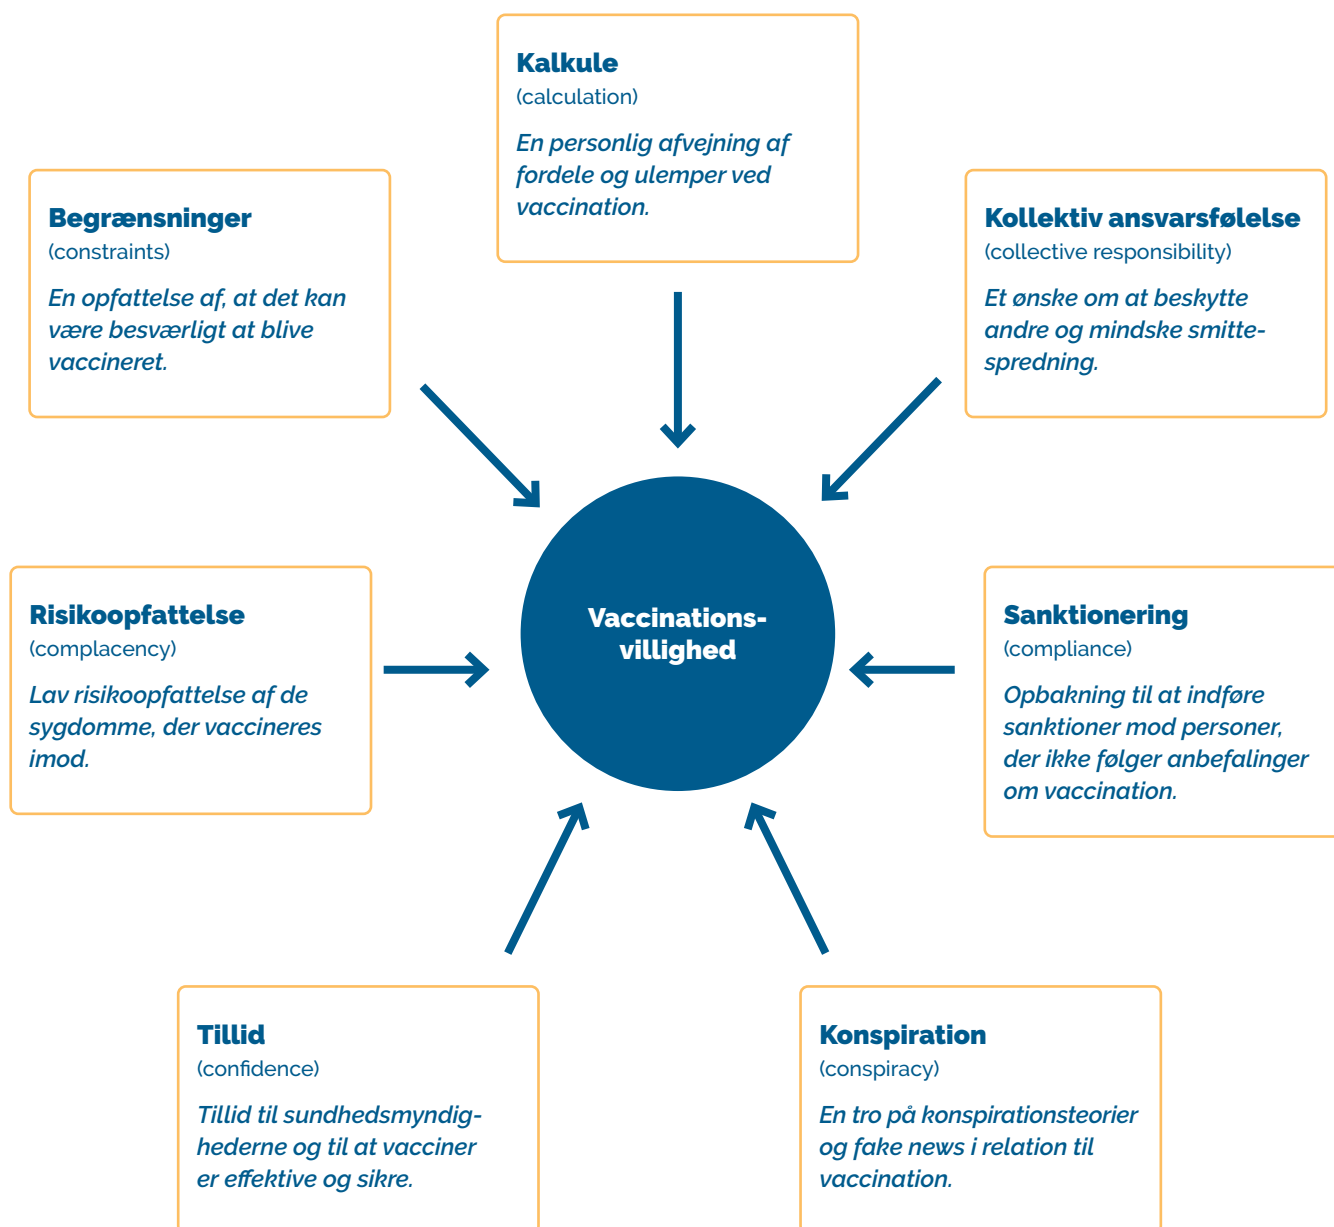 Kalkule
(calculation)
En personlig afvejning af
fordele og ulemper ved
vaccination.
Begrænsninger
(constraints)
En opfattelse af, at det kan
være besværligt at blive
vaccineret.
Kollektiv ansvarsfølelse
(collective responsibility)
Et ønske om at beskytte
andre og mindske smitte-
spredning.
Vaccinations-
villighed
Risikoopfattelse
(complacency)
Lav risikoopfattelse af de
sygdomme, der vaccineres
imod.
Sanktionering
(compliance)
Opbakning til at indføre
sanktioner mod personer,
der ikke følger anbefalinger
om vaccination.
Tillid
(confidence)
Tillid til sundhedsmyndig-
hederne og til at vacciner
er effektive og sikre.
Konspiration
(conspiracy)
En tro på konspirationsteorier
og fake news i relation til
vaccination.